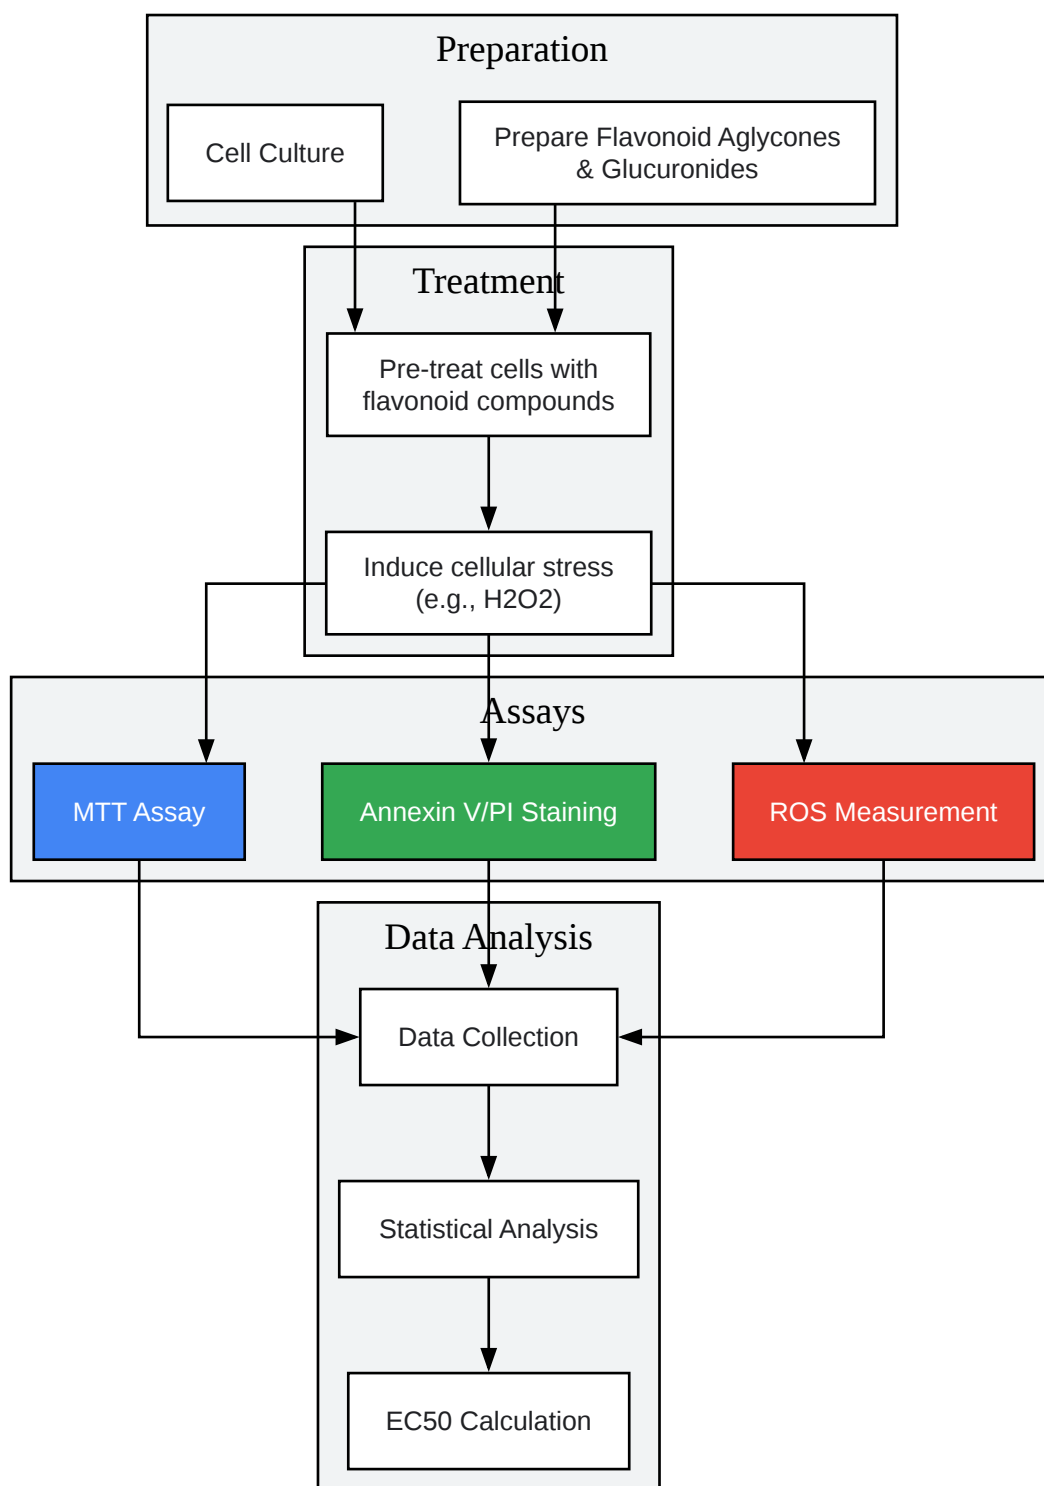 Preparation
Cell Culture
Prepare Flavonoid Aglycones
& Glucuronides
Treatment
Pre-treat cells with
flavonoid compounds
Induce cellular stress
(e.g., H2O2)
Assays
MTT Assay
Annexin V/PI Staining
ROS Measurement
Data Analysis
Data Collection
Statistical Analysis
EC50 Calculation